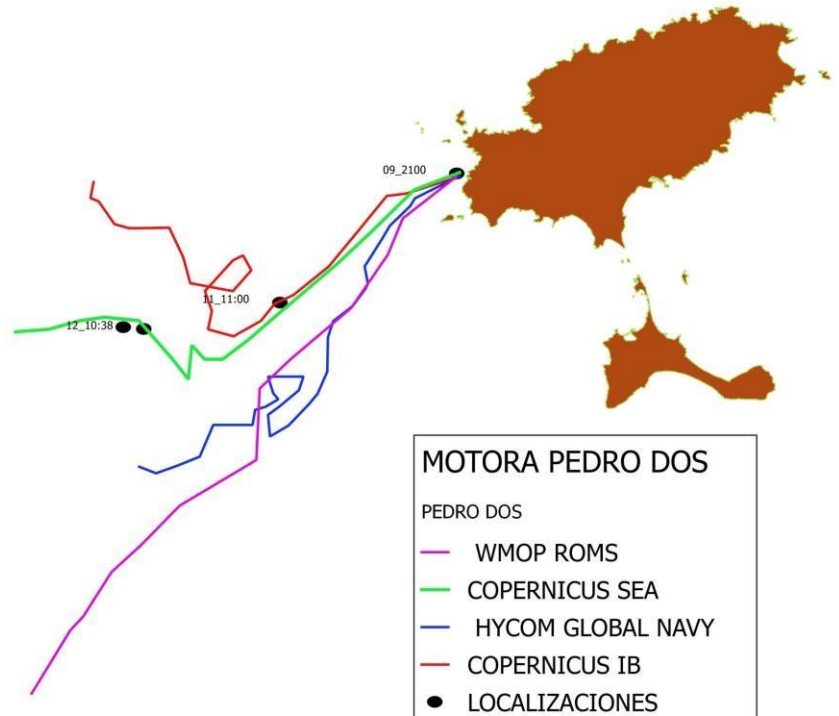 09_2100
11_11:00
12_10:38
MOTORA PEDRO DOS
PEDRO DOS
WMOP ROMS
COPERNICUS SEA
HYCOM GLOBAL NAVY
COPERNICUS IB
LOCALIZACIONES